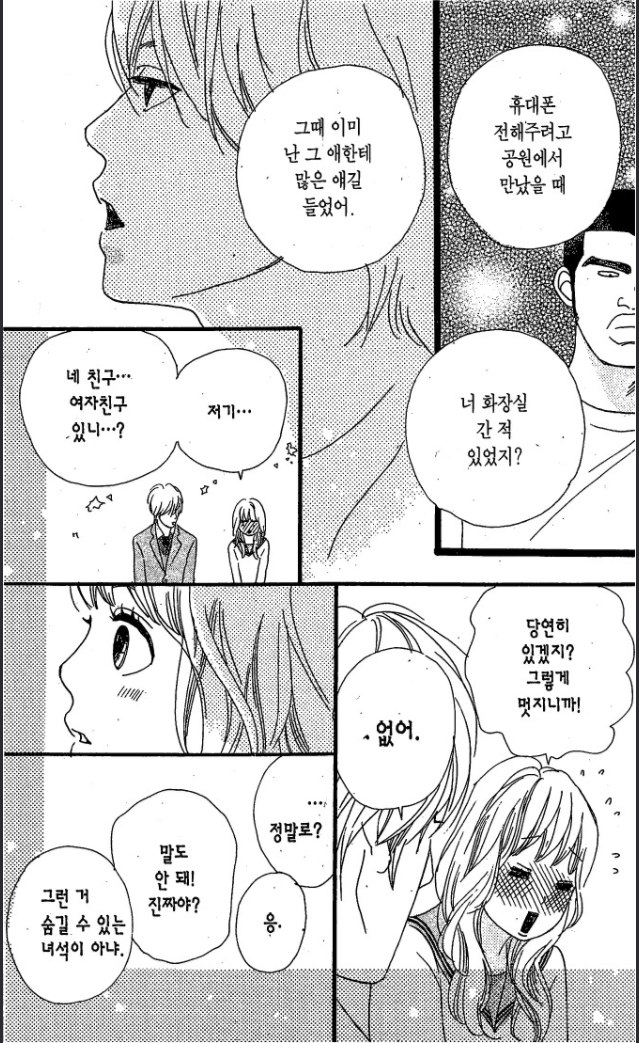 휴대폰
전해주려고
공원에서
만났을 때
너 화장실
간 적
있었지?
그때 이미
난 그 애한테
많은 얘길
들었어.
저기…
네 친구…
여자친구
있니…?
당연히
있겠지?
그렇게
멋지니까!
없어.
…
정말로?
응.
말도
안 돼!
진짜야?
그런 거
숨길 수 있는
녀석이 아냐.